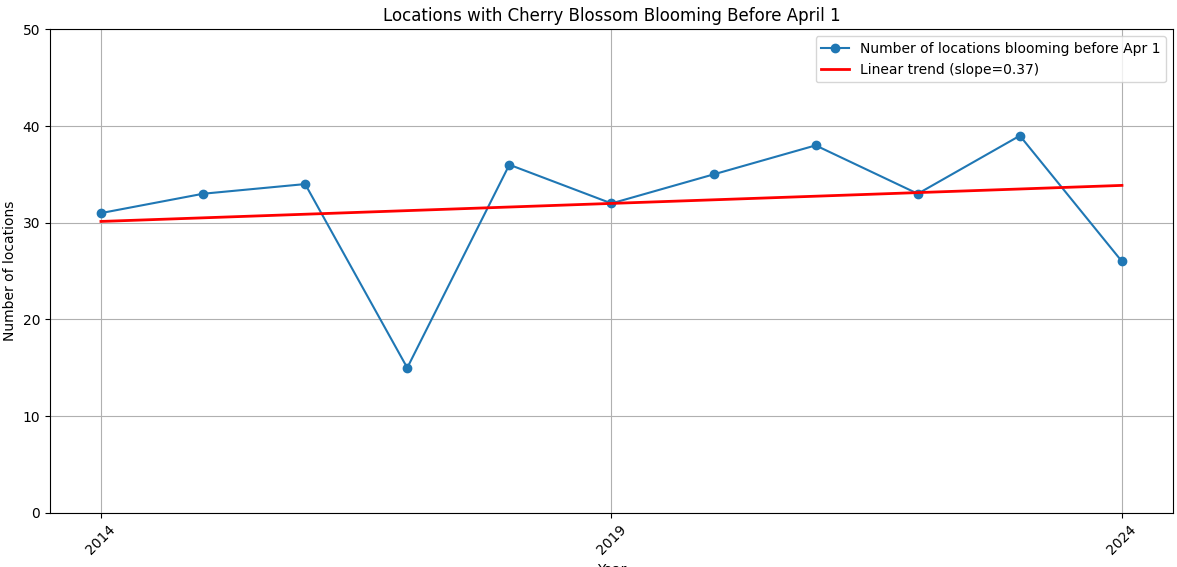 Locations with Cherry Blossom Blooming Before April 1
Number of locations blooming before Apr 1
Linear trend (slope=0.37)
Number of locations
50
40
30
20
10
0
2014
2019
2024